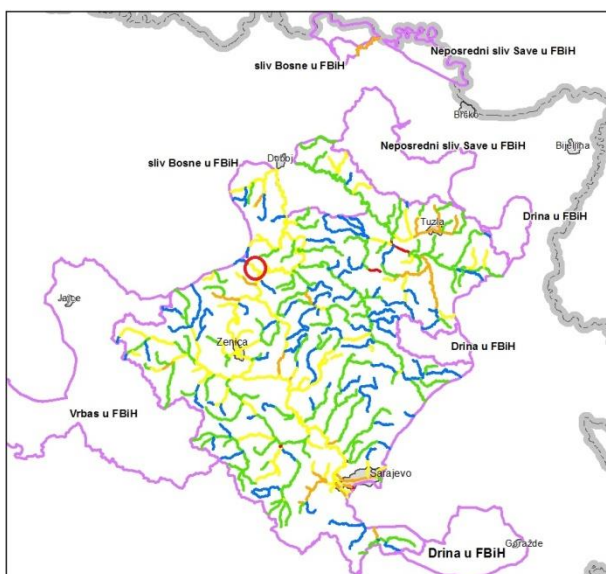 Neposredni sliv Save u FBiH
sliv Bosne u FBiH
Brčko
Neposredni sliv Save u FBiH
Bijeljina
sliv Bosne u FBiH
Doboj
Drina u FBiH
Tuzla
Jajce
Zenica
Drina u FBiH
Vrbas u FBiH
Sarajevo
Goražde
Drina u FBiH